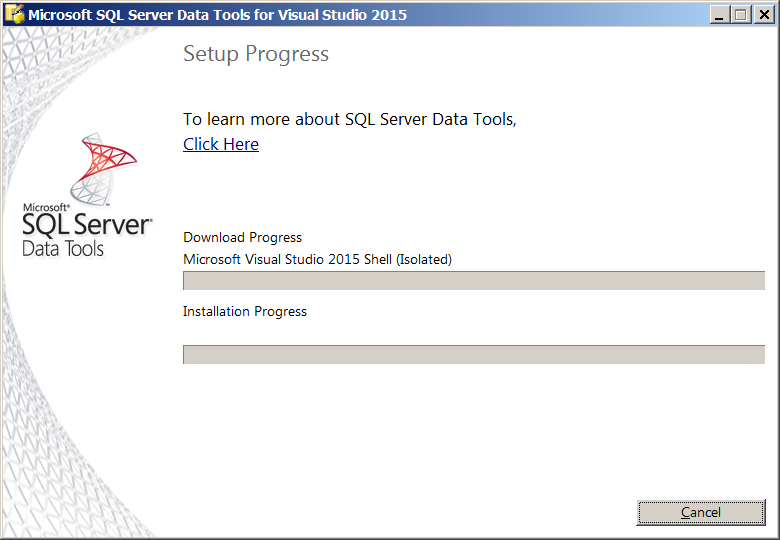 Microsoft SQL Server Data Tools for Visual Studio 2015
Setup Progress
To learn more about SQL Server Data Tools,
Click Here
Microsoft®
SQL Server®
Data Tools
Download Progress
Microsoft Visual Studio 2015 Shell (Isolated)
Installation Progress
Cancel